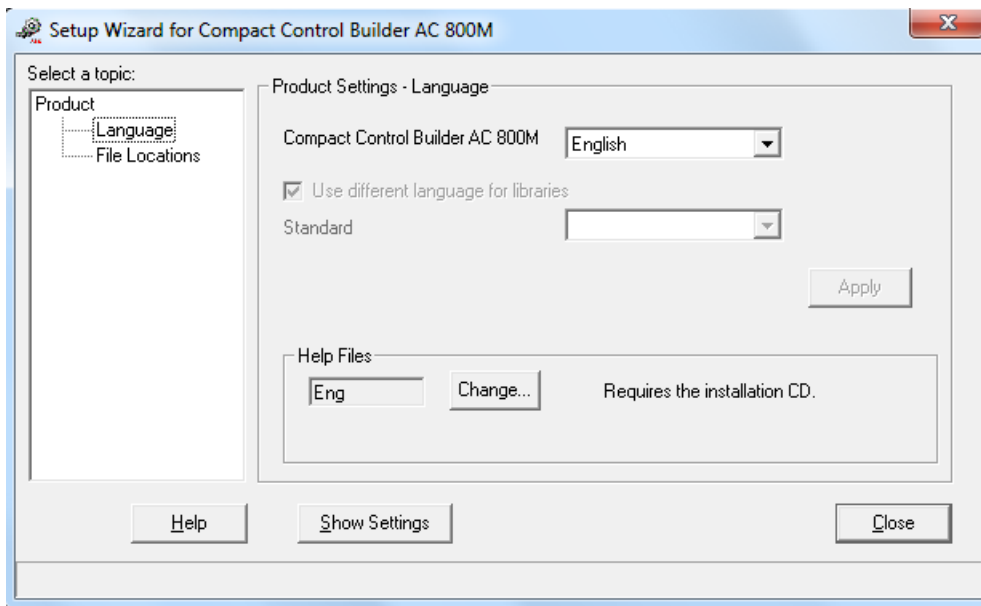 Setup Wizard for Compact Control Builder AC 800M
Select a topic:
Product
Language
File Locations
Product Settings - Language
Compact Control Builder AC 800M
English
Use different language for libraries
Standard
Apply
Help Files
Eng
Change...
Requires the installation CD.
Help
Show Settings
Close